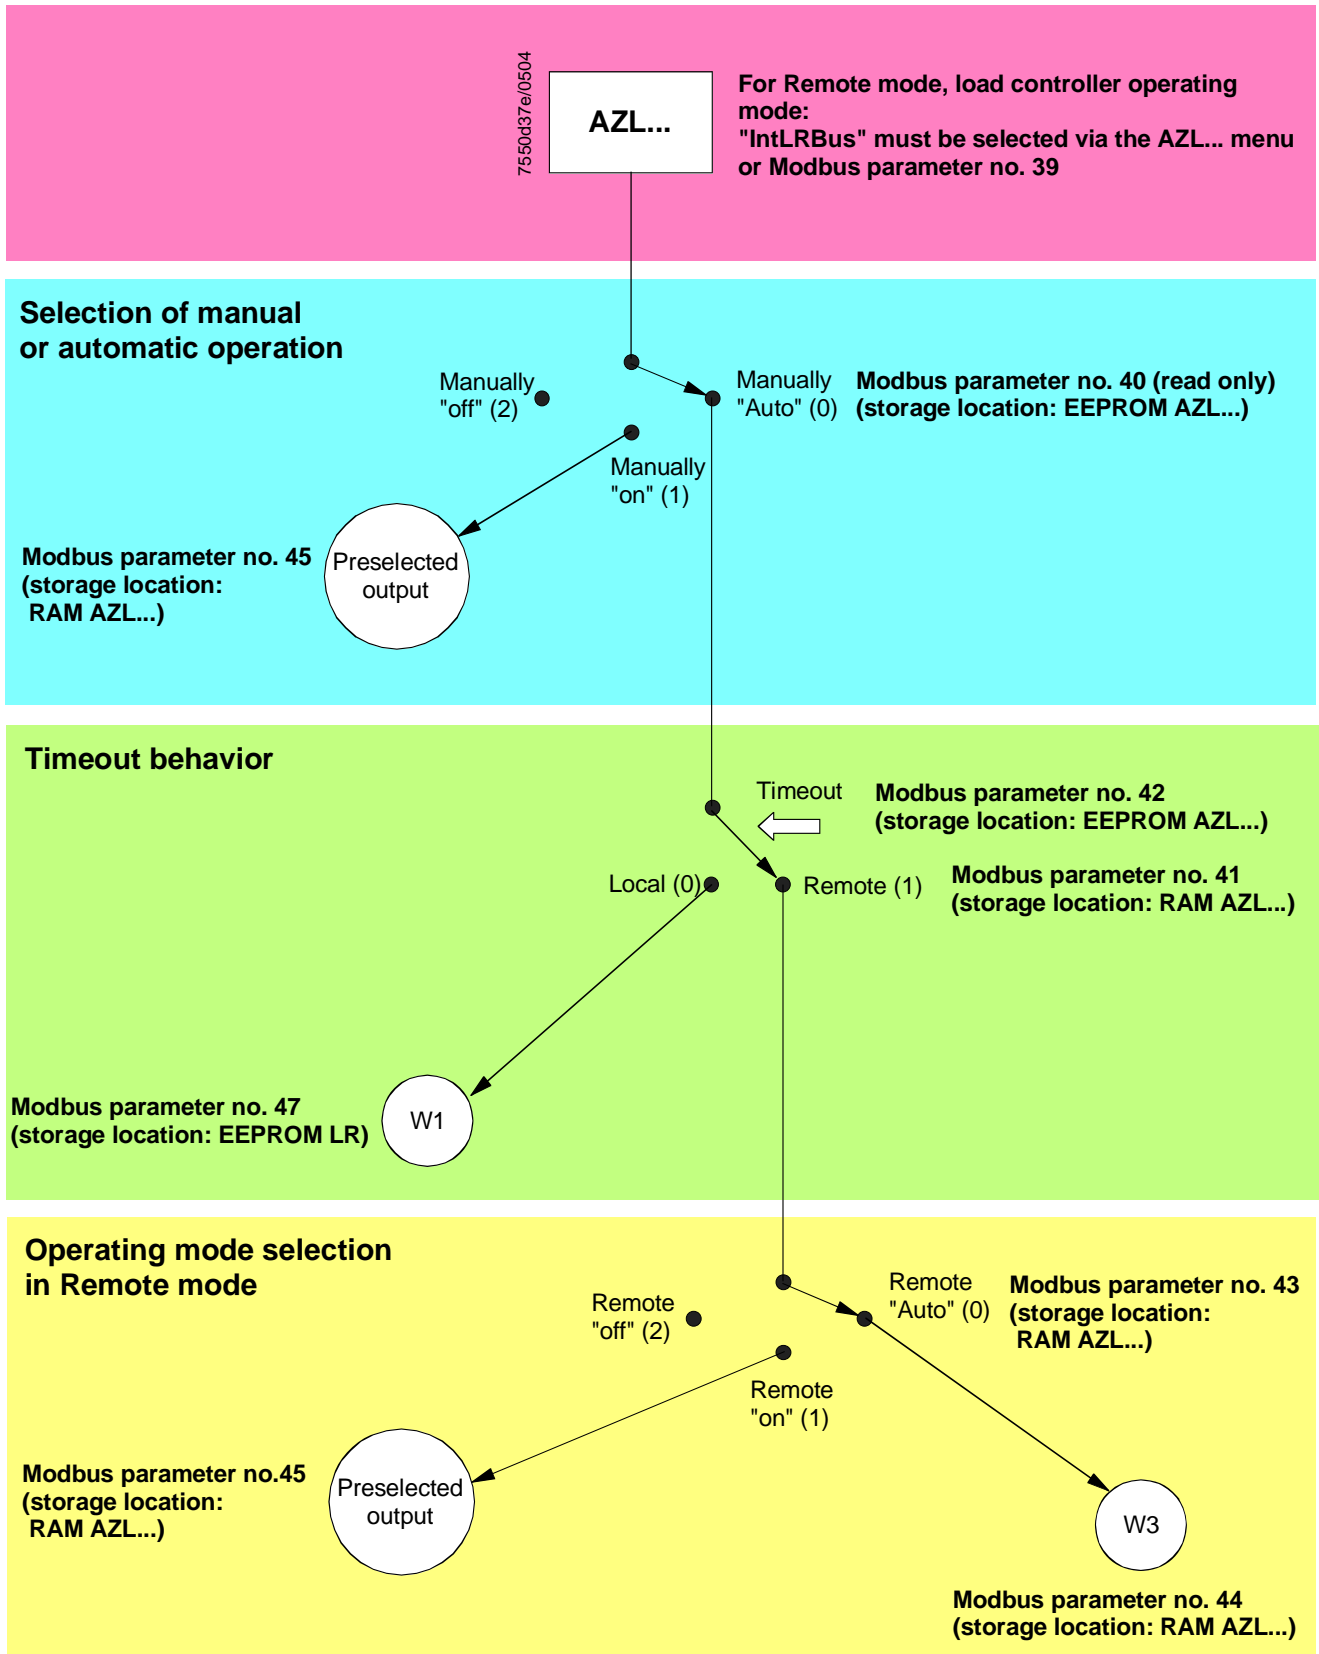 7550d37e/0504
AZL...
For Remote mode, load controller operating
mode:
"IntLRBus" must be selected via the AZL... menu
or Modbus parameter no. 39
Selection of manual
or automatic operation
Manually
"off" (2)
Manually
"Auto" (0)
Modbus parameter no. 40 (read only)
(storage location: EEPROM AZL...)
Manually
"on" (1)
Modbus parameter no. 45
(storage location:
RAM AZL...)
Preselected
output
Timeout behavior
Timeout
Modbus parameter no. 42
(storage location: EEPROM AZL...)
Local (0)
Remote (1)
Modbus parameter no. 41
(storage location: RAM AZL...)
Modbus parameter no. 47
(storage location: EEPROM LR)
W1
Operating mode selection
in Remote mode
Remote
"off" (2)
Remote
"Auto" (0)
Modbus parameter no. 43
(storage location:
RAM AZL...)
Remote
"on" (1)
Modbus parameter no.45
(storage location:
RAM AZL...)
Preselected
output
W3
Modbus parameter no. 44
(storage location: RAM AZL...)